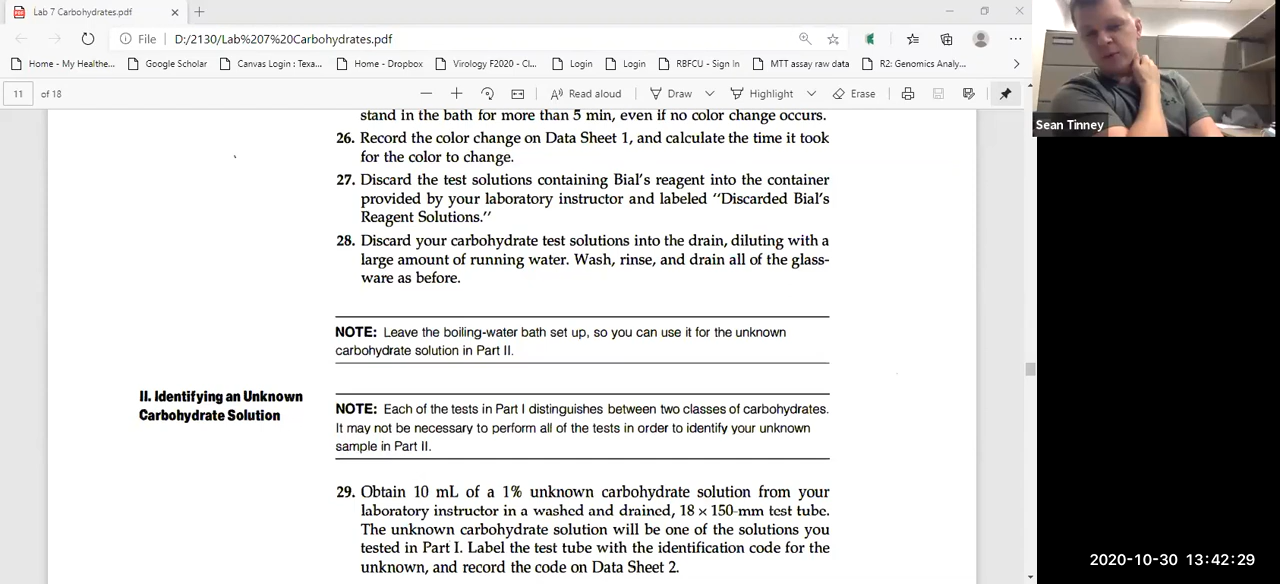 Lab 7 Carbohydrates.pdf
File D:/2130/Lab%207%20Carbohydrates.pdf
Home - My Healthe... Google Scholar Canvas Login : Texa... Home - Dropbox Virology F2020 - Cl... Login Login RBFCU - Sign In MTT assay raw data R2: Genomics Analy...
11 of 18 Read aloud Draw Highlight Erase
Sean Tinney
stand in the bath for more than 5 min, even if no color change occurs.
26. Record the color change on Data Sheet 1, and calculate the time it took
for the color to change.
27. Discard the test solutions containing Bial's reagent into the container
provided by your laboratory instructor and labeled "Discarded Bial's
Reagent Solutions."
28. Discard your carbohydrate test solutions into the drain, diluting with a
large amount of running water. Wash, rinse, and drain all of the glass-
ware as before.
NOTE: Leave the boiling-water bath set up, so you can use it for the unknown
carbohydrate solution in Part II.
II. Identifying an Unknown
Carbohydrate Solution
NOTE: Each of the tests in Part I distinguishes between two classes of carbohydrates.
It may not be necessary to perform all of the tests in order to identify your unknown
sample in Part II.
29. Obtain 10 mL of a 1% unknown carbohydrate solution from your
laboratory instructor in a washed and drained, 18 × 150-mm test tube.
The unknown carbohydrate solution will be one of the solutions you
tested in Part I. Label the test tube with the identification code for the
unknown, and record the code on Data Sheet 2.
2020-10-30 13:42:29